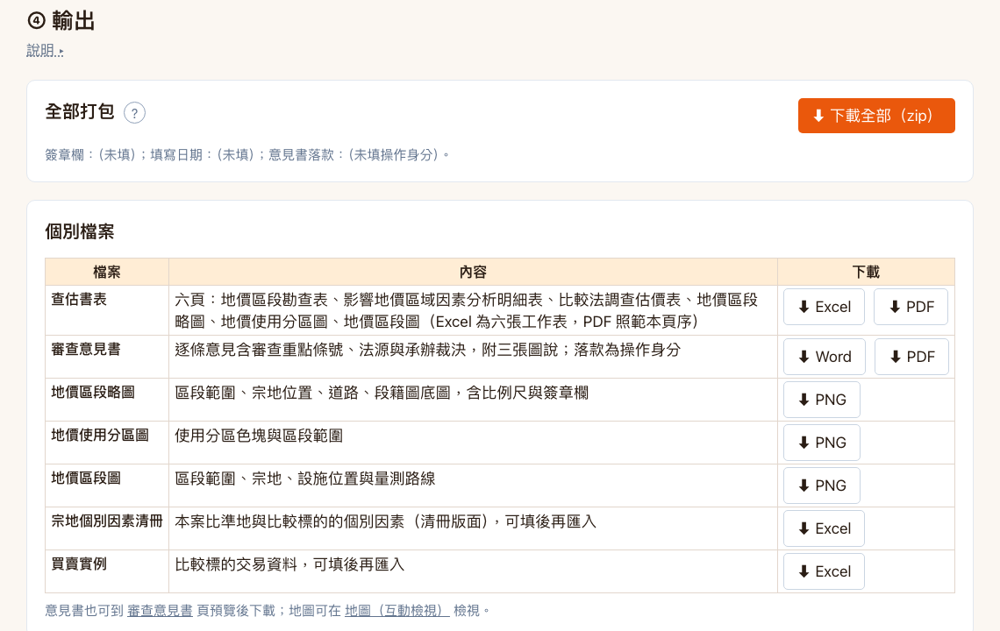 ④ 輸出
說明 ▸
全部打包 ?
⬇ 下載全部（zip）
簽章欄：(未填)；填寫日期：(未填)；意見書落款：(未填操作身分) 。
個別檔案
檔案 內容 下載
查估書表 六頁：地價區段勘查表、影響地價區域因素分析明細表、比較法調查估價表、地價區段
略圖、地價使用分區圖、地價區段圖（Excel 為六張工作表，PDF 照範本頁序） ⬇ Excel ⬇ PDF
審查意見書 逐條意見含審查重點條號、法源與承辦裁決，附三張圖說；落款為操作身分 ⬇ Word ⬇ PDF
地價區段略圖 區段範圍、宗地位置、道路、段籍圖底圖，含比例尺與簽章欄 ⬇ PNG
地價使用分區圖 使用分區色塊與區段範圍 ⬇ PNG
地價區段圖 區段範圍、宗地、設施位置與量測路線 ⬇ PNG
宗地個別因素清冊 本案比準地與比較標的的個別因素（清冊版面），可填後再匯入 ⬇ Excel
買賣實例 比較標的交易資料，可填後再匯入 ⬇ Excel
意見書也可到 審查意見書 頁預覽後下載；地圖可在 地圖（互動檢視） 檢視。